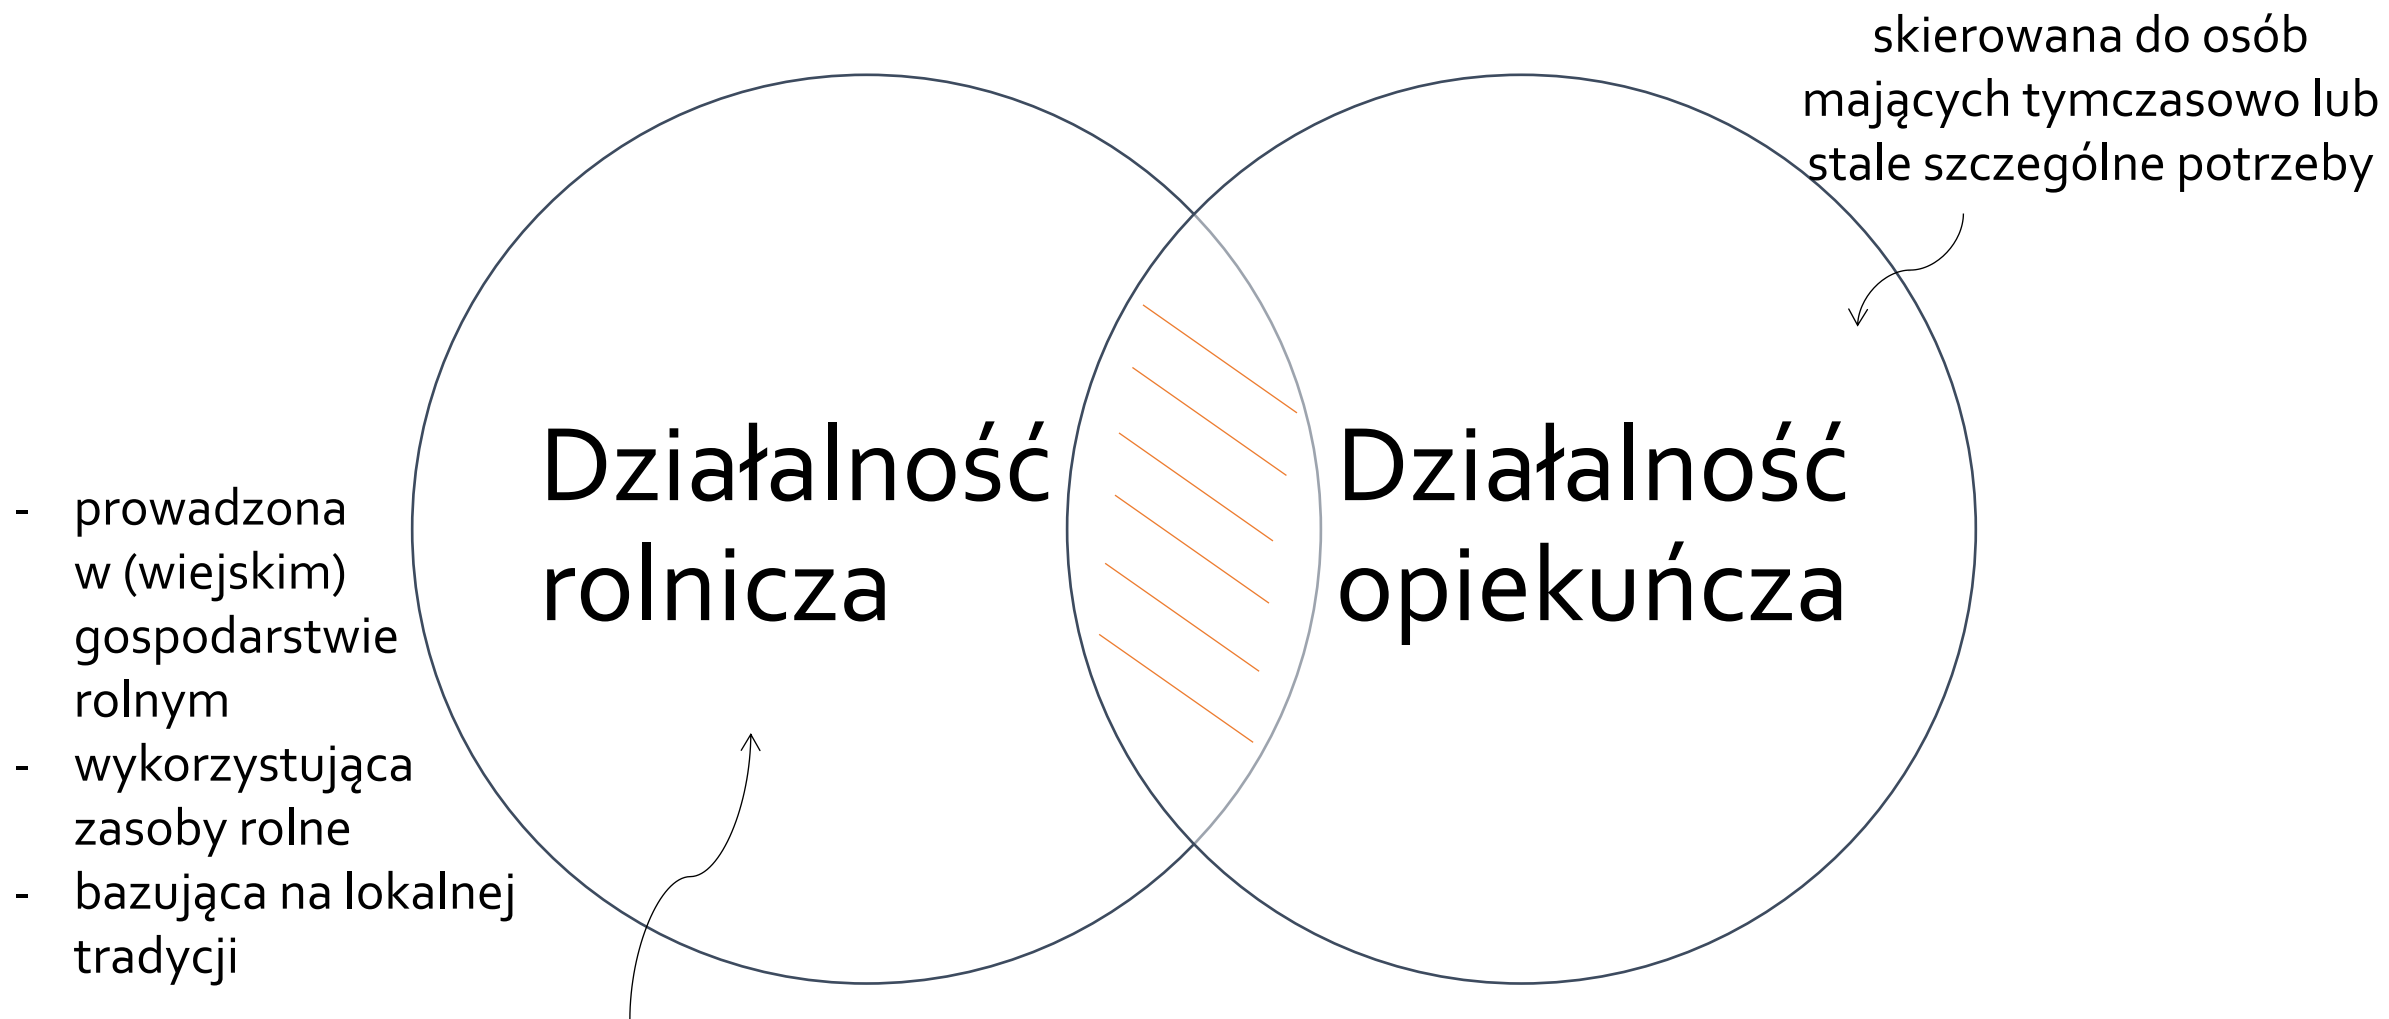 skierowana do osób
mających tymczasowo lub
stale szczególne potrzeby
Działalność
rolnicza
Działalność
opiekuńcza
- prowadzona
w (wiejskim)
gospodarstwie
rolnym
- wykorzystująca
zasoby rolne
- bazująca na lokalnej
tradycji